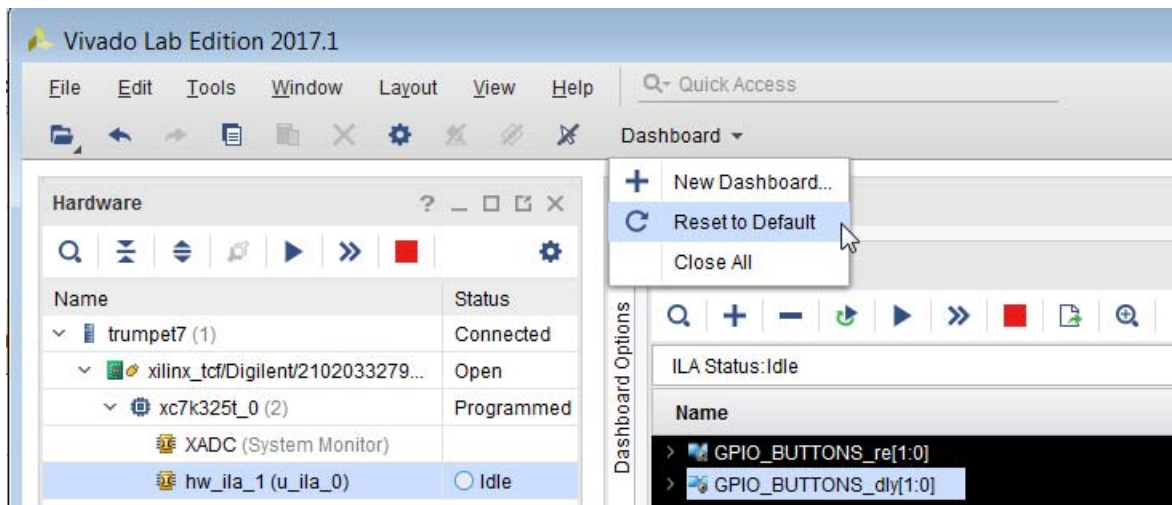 Vivado Lab Edition 2017.1
File Edit Tools Window Layout View Help Quick Access
Dashboard
New Dashboard...
Reset to Default
Close All
Hardware ?
Name Status
trumpet7 (1) Connected
xilinx_tcf/Digilent/2102033279... Open
xc7k325t_0 (2) Programmed
XADC (System Monitor)
hw_ila_1 (u_ila_0) Idle
Dashboard Options
ILA Status:Idle
Name
GPIO_BUTTONS_re[1:0]
GPIO_BUTTONS_dly[1:0]